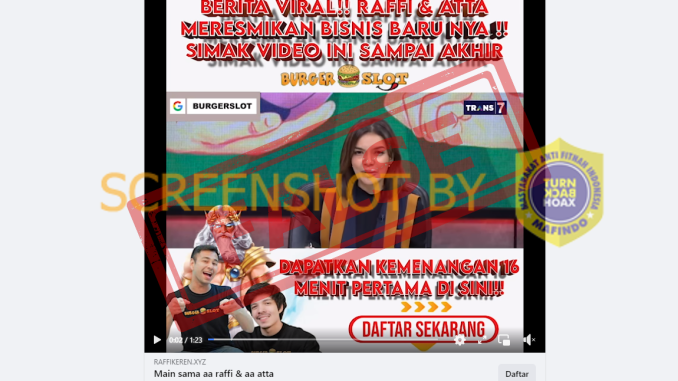 BERITA VIRAL!! RAFFI & ATTA
MERESMIKAN BISNIS BARU NYA !!
SIMAK VIDEO INI SAMPAI AKHIR
BURGER SLOT
G BURGERSLOT
TRANS 7
SCREENSHOT BY
MASYARAKAT ANTI FITNAH INDONESIA
TURN
BACK
HOAX
MAFINDO
DAPATKAN KEMENANGAN 16
MENIT PERTAMA DI SINI!!
DAFTAR SEKARANG
0:02 / 1:23
RAFFIKEREN.XYZ
Main sama aa raffi & aa atta
Daftar